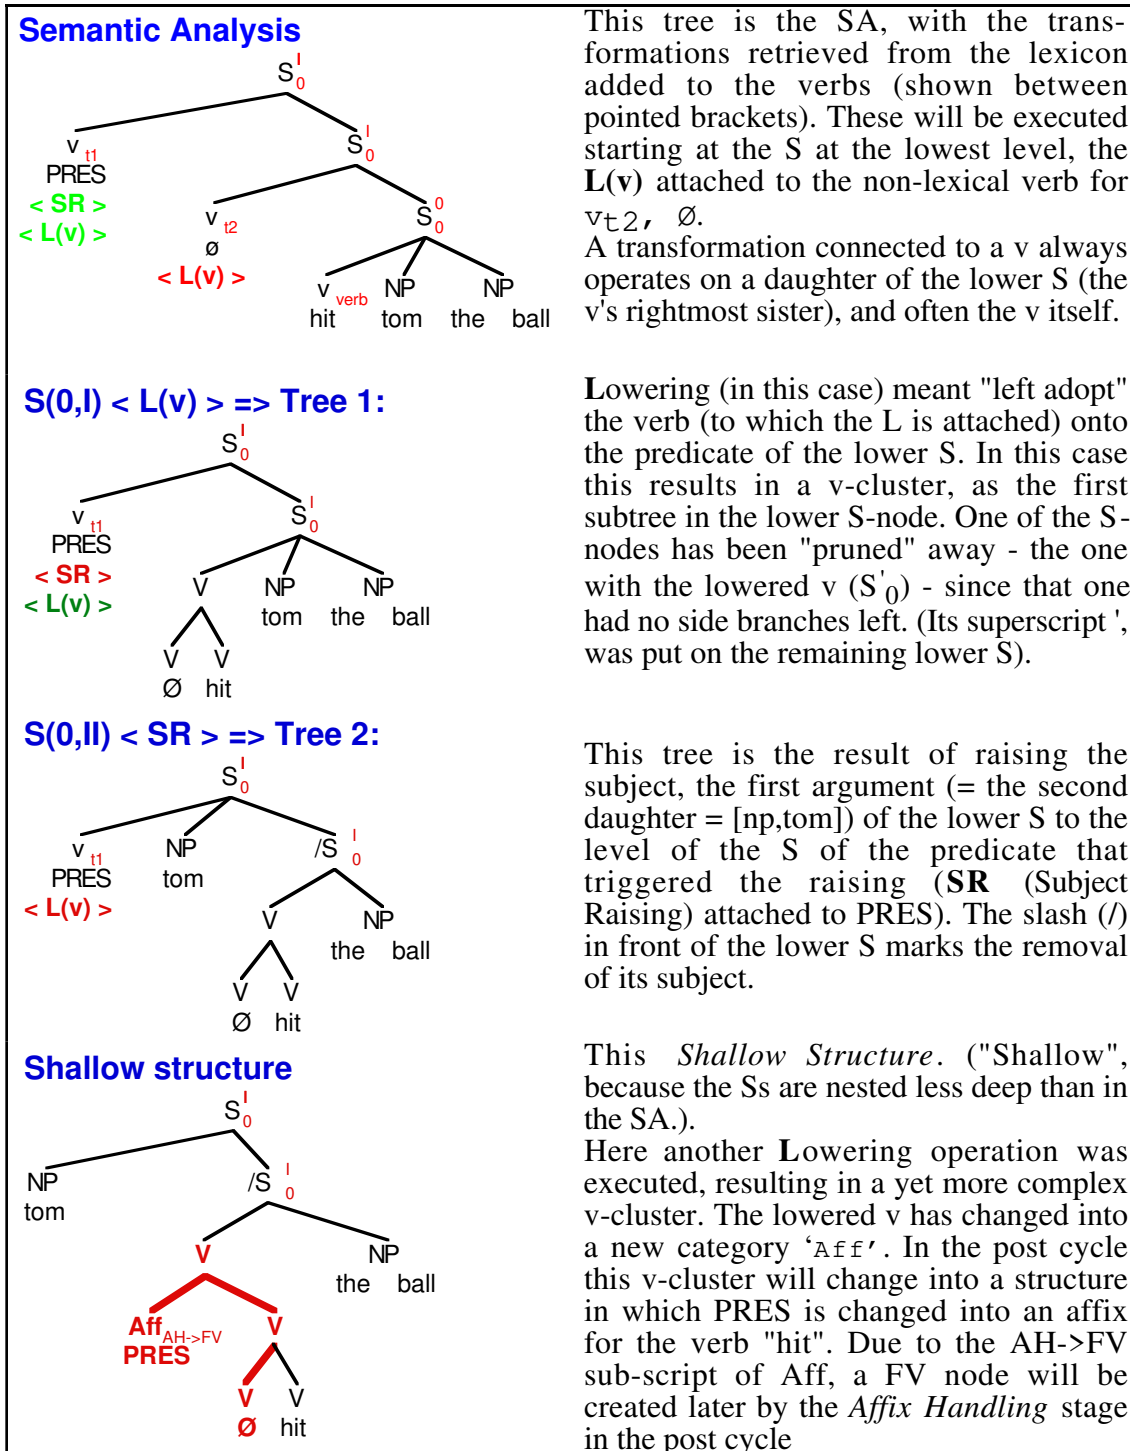 Semantic Analysis
S I 0
v t1
PRES
< SR >
< L(v) >
S I 0
v t2
ø
< L(v) >
S 0 0
v verb NP NP
hit tom the ball
This tree is the SA, with the trans-
formations retrieved from the lexicon
added to the verbs (shown between
pointed brackets). These will be executed
starting at the S at the lowest level, the
L(v) attached to the non-lexical verb for
vt2, Ø.
A transformation connected to a v always
operates on a daughter of the lower S (the
v's rightmost sister), and often the v itself.
S(0,I) < L(v) > => Tree 1:
S I 0
v t1
PRES
< SR >
< L(v) >
S I 0
V NP NP
tom the ball
V V
Ø hit
Lowering (in this case) meant "left adopt"
the verb (to which the L is attached) onto
the predicate of the lower S. In this case
this results in a v-cluster, as the first
subtree in the lower S-node. One of the S-
nodes has been "pruned" away - the one
with the lowered v (S'0) - since that one
had no side branches left. (Its superscript ',
was put on the remaining lower S).
S(0,II) < SR > => Tree 2:
S I 0
v t1
PRES
< L(v) >
NP
tom
/S I 0
V NP
the ball
V V
Ø hit
This tree is the result of raising the
subject, the first argument (= the second
daughter = [np,tom]) of the lower S to the
level of the S of the predicate that
triggered the raising (SR (Subject
Raising) attached to PRES). The slash (/)
in front of the lower S marks the removal
of its subject.
Shallow structure
S I 0
NP
tom
/S I 0
V NP
the ball
Aff AH->FV V
PRES
V V
Ø hit
This Shallow Structure. ("Shallow",
because the Ss are nested less deep than in
the SA.).
Here another Lowering operation was
executed, resulting in a yet more complex
v-cluster. The lowered v has changed into
a new category ‘Aff’. In the post cycle
this v-cluster will change into a structure
in which PRES is changed into an affix
for the verb "hit". Due to the AH->FV
sub-script of Aff, a FV node will be
created later by the Affix Handling stage
in the post cycle